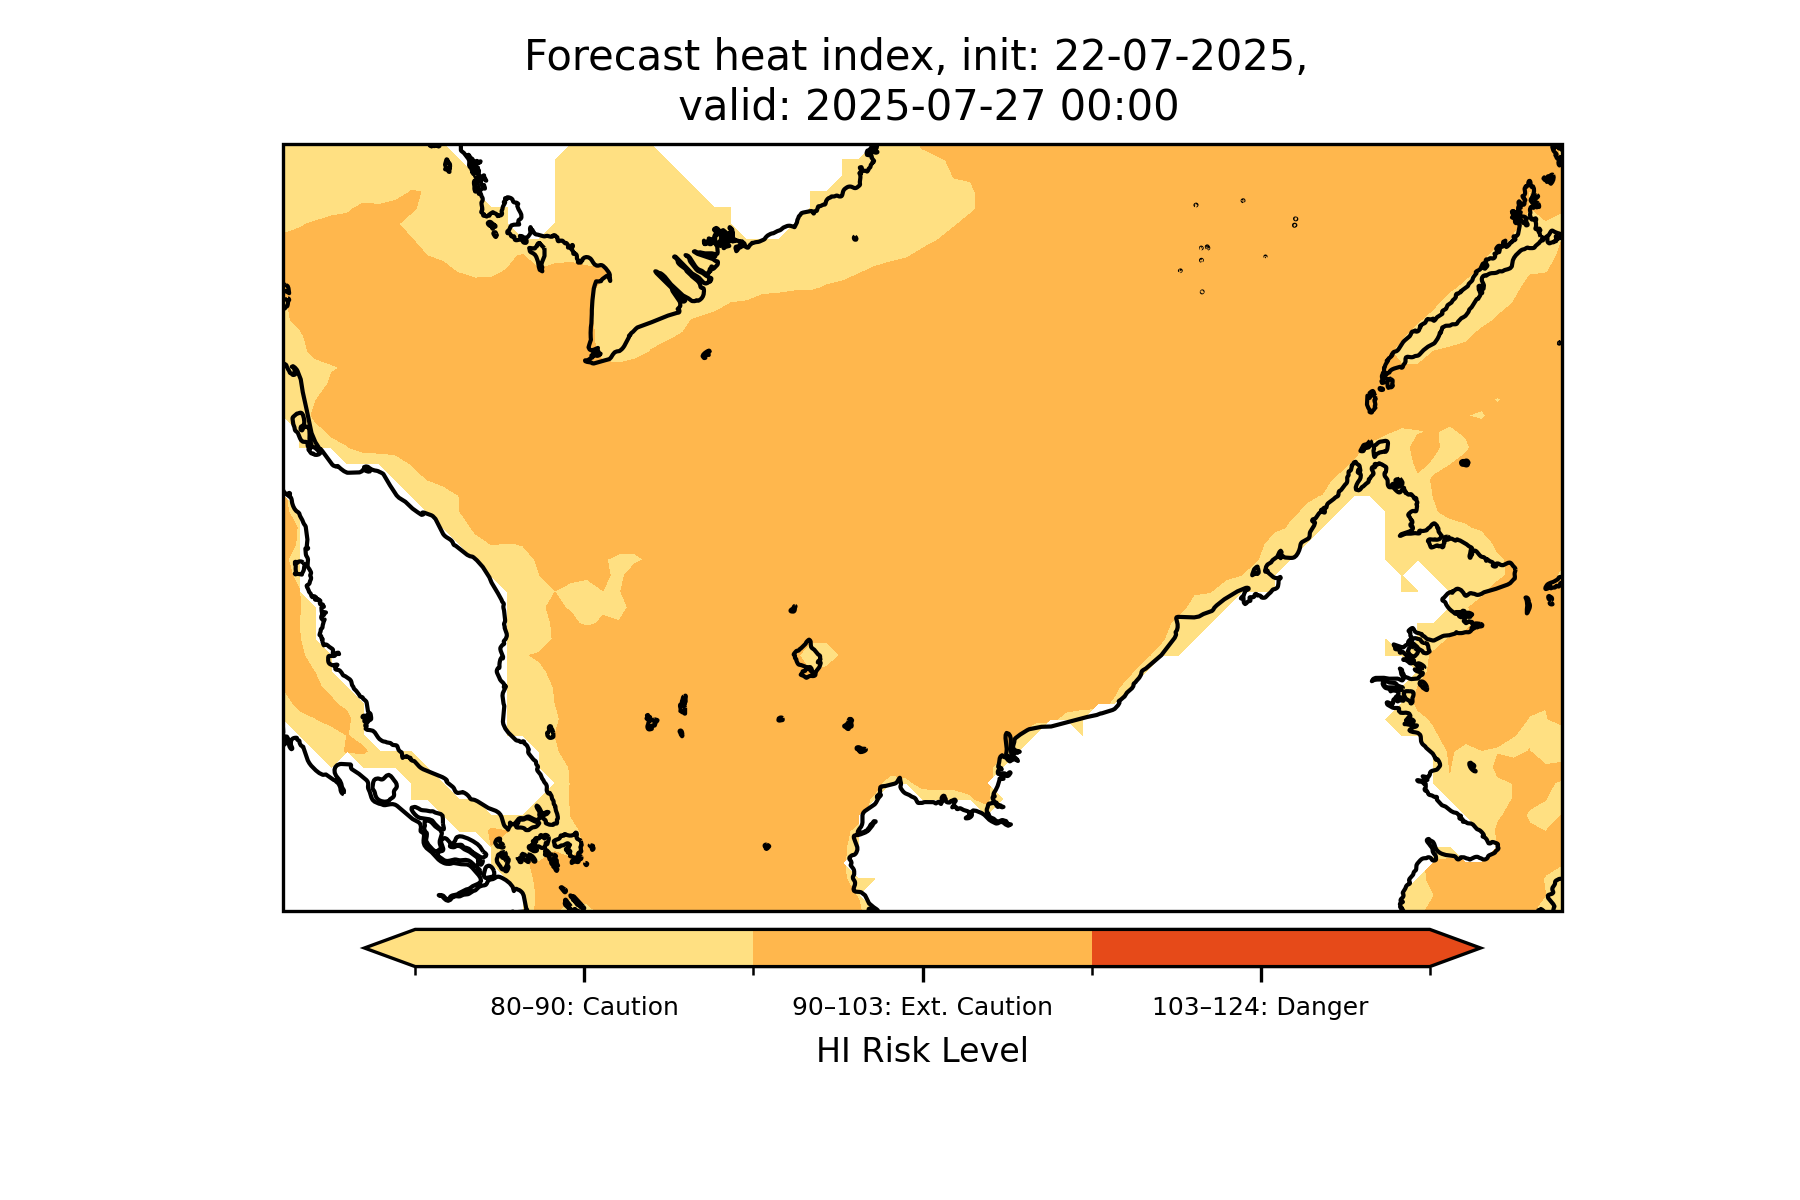 Forecast heat index, init: 22-07-2025,
valid: 2025-07-27 00:00
80–90: Caution
90–103: Ext. Caution
103–124: Danger
HI Risk Level